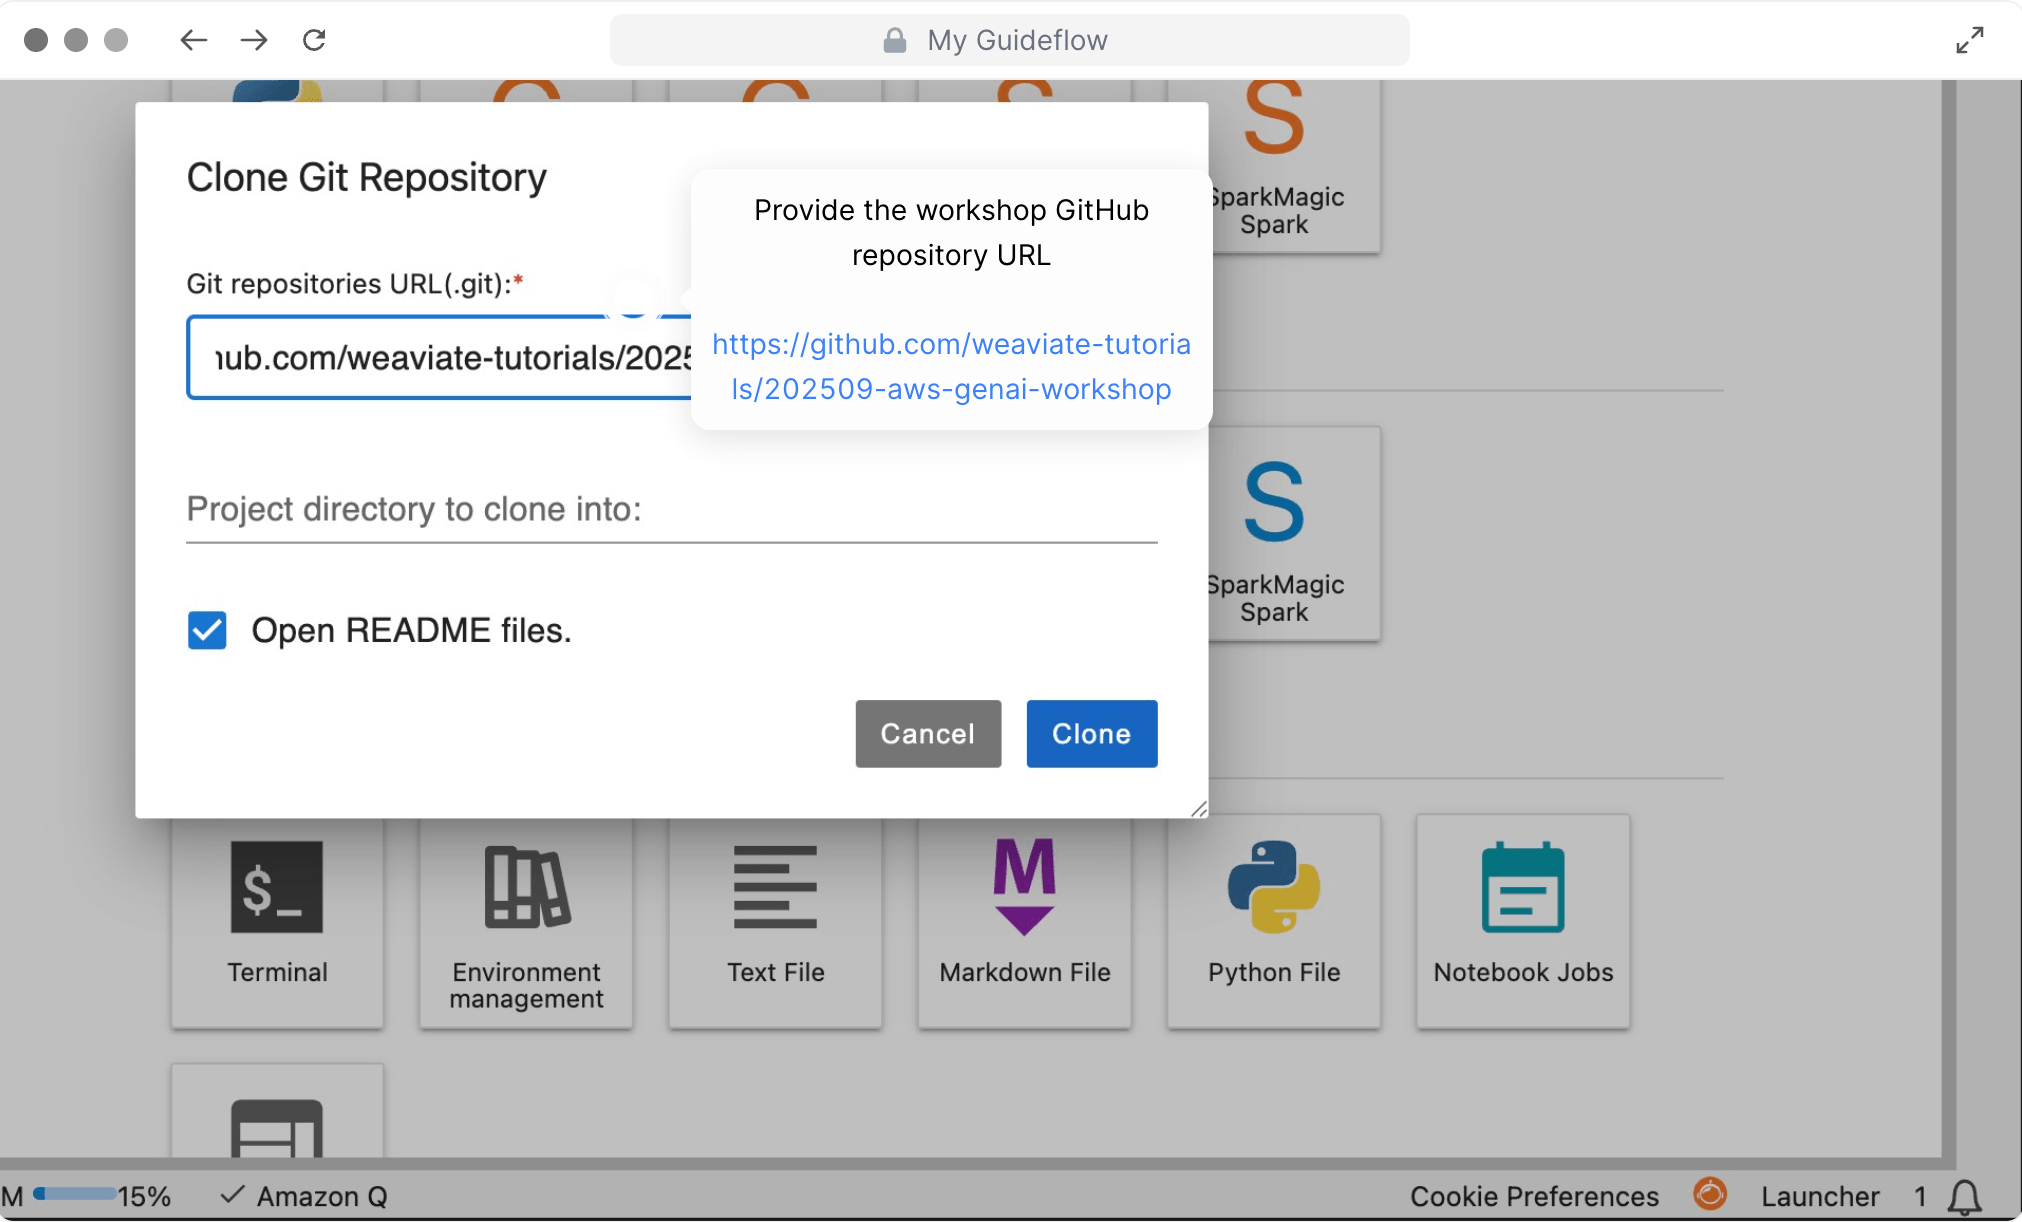 My Guideflow
Clone Git Repository
Provide the workshop GitHub
repository URL
https://github.com/weaviate-tutoria
ls/202509-aws-genai-workshop
Git repositories URL(.git):*
hub.com/weaviate-tutorials/2025
Project directory to clone into:
Open README files.
Cancel
Clone
SparkMagic
Spark
SparkMagic
Spark
$_
Terminal
Environment
management
Text File
Markdown File
Python File
Notebook Jobs
M
15%
Amazon Q
Cookie Preferences
Launcher
1